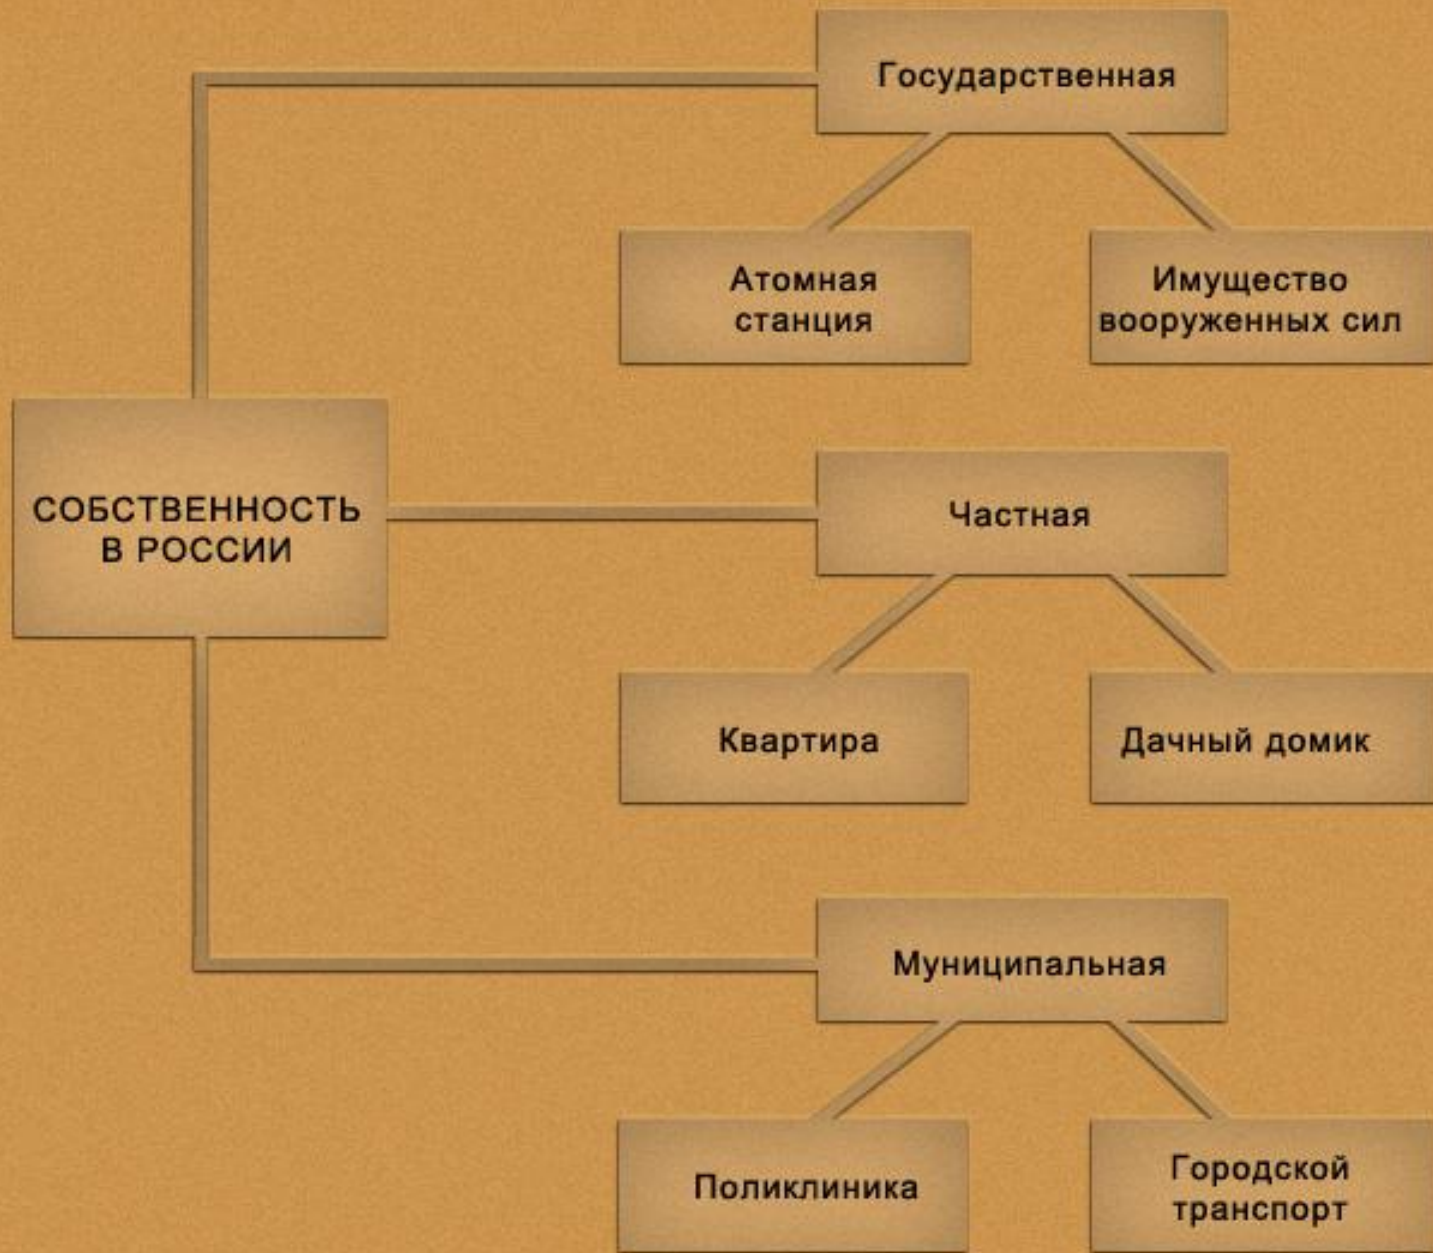 Государственная
Атомная
станция
Имущество
вооруженных сил
СОБСТВЕННОСТЬ
В РОССИИ
Частная
Квартира
Дачный домик
Муниципальная
Поликлиника
Городской
транспорт